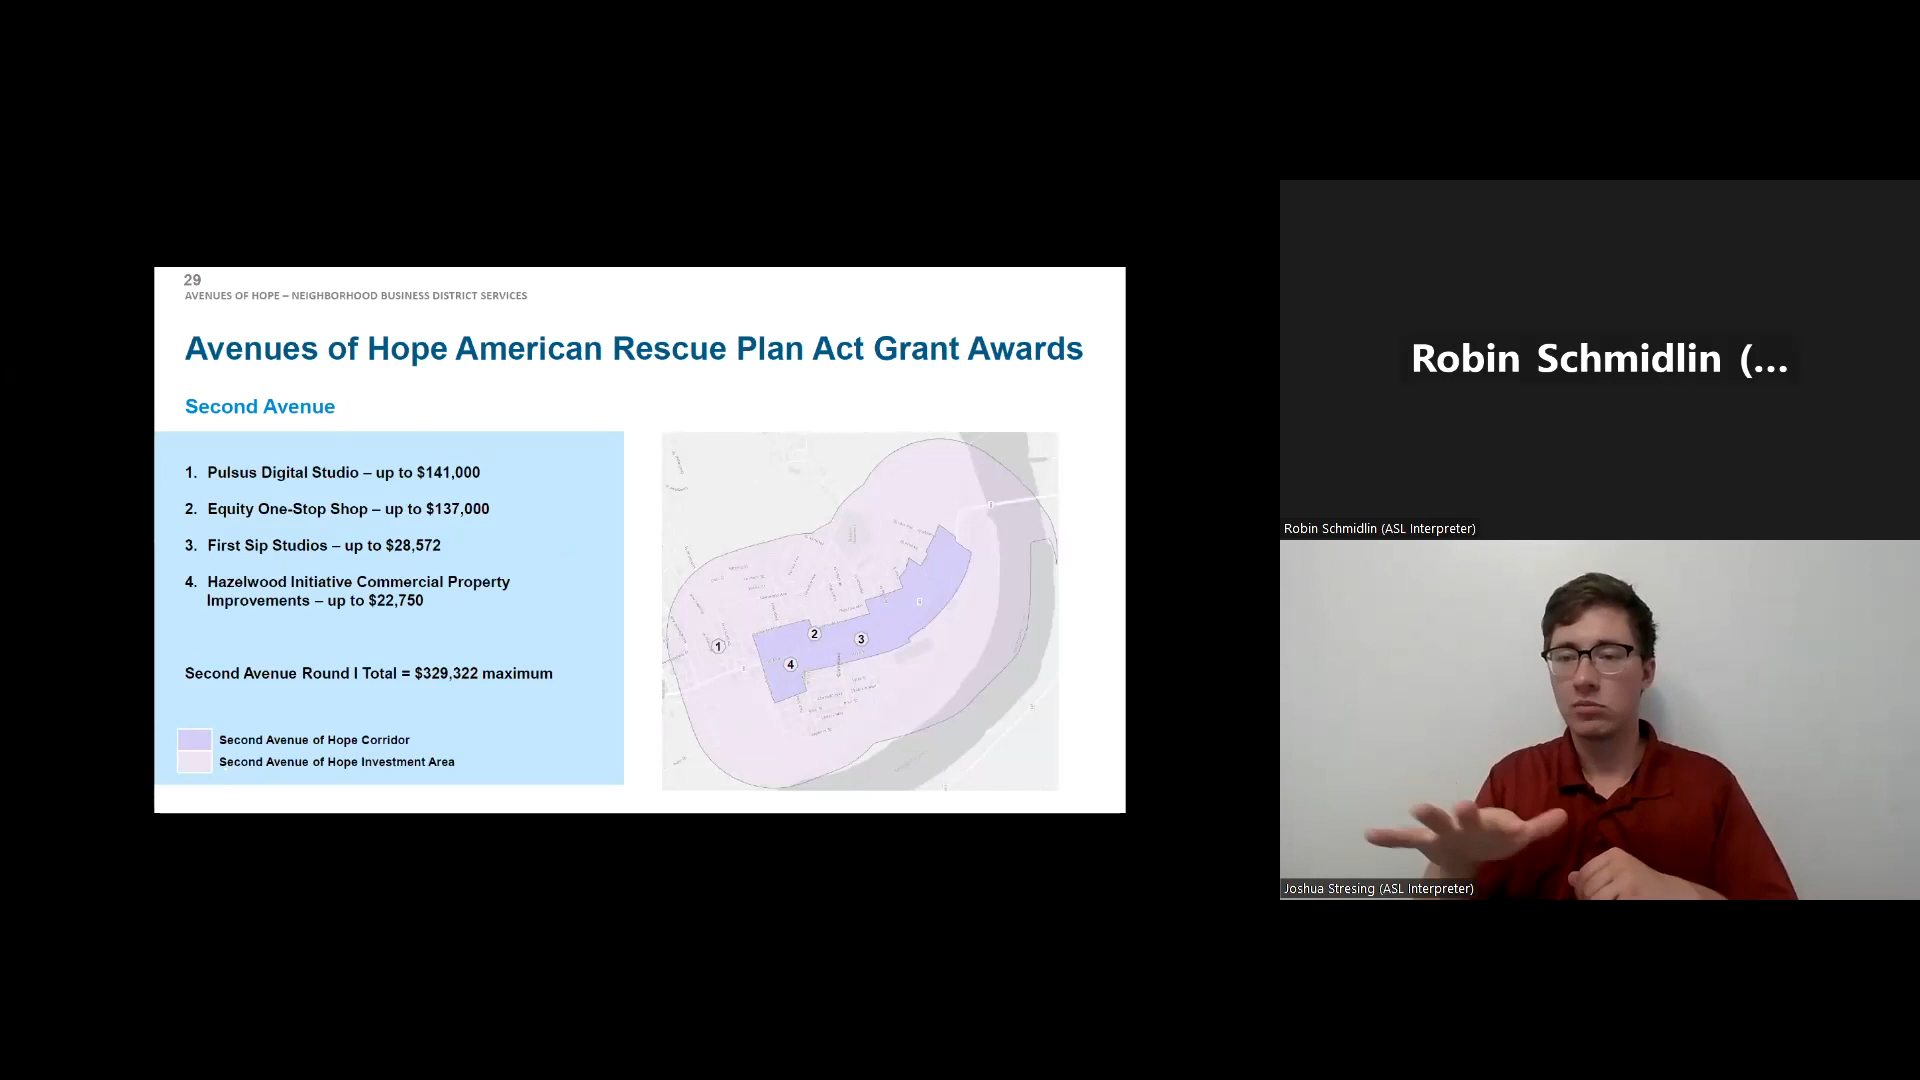 29
AVENUES OF HOPE – NEIGHBORHOOD BUSINESS DISTRICT SERVICES
Avenues of Hope American Rescue Plan Act Grant Awards
Second Avenue
1. Pulsus Digital Studio – up to $141,000
2. Equity One-Stop Shop – up to $137,000
3. First Sip Studios – up to $28,572
4. Hazelwood Initiative Commercial Property
Improvements – up to $22,750
Second Avenue Round I Total = $329,322 maximum
Second Avenue of Hope Corridor
Second Avenue of Hope Investment Area
1
2
3
4
Robin Schmidlin (...
Robin Schmidlin (ASL Interpreter)
Joshua Stresing (ASL Interpreter)